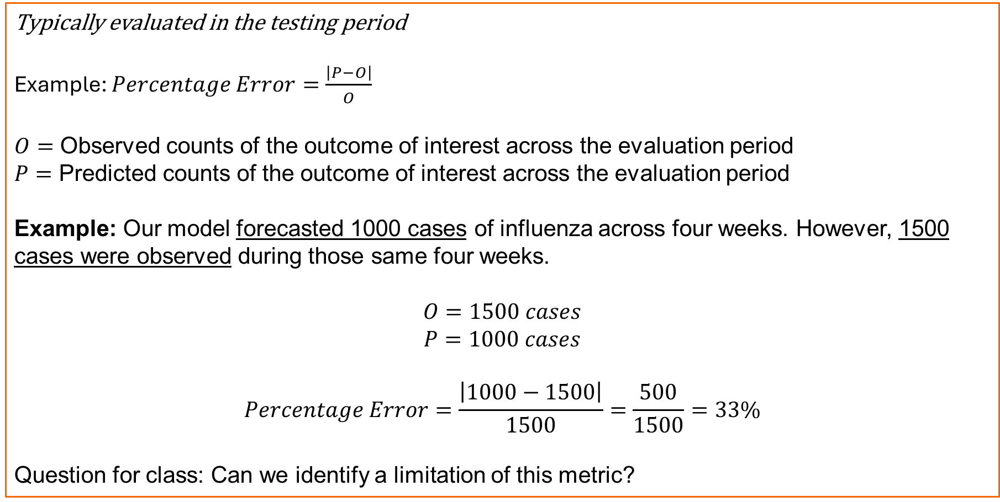 Typically evaluated in the testing period
Example: Percentage Error = |P−O| / O
O = Observed counts of the outcome of interest across the evaluation period
P = Predicted counts of the outcome of interest across the evaluation period
Example: Our model forecasted 1000 cases of influenza across four weeks. However, 1500
cases were observed during those same four weeks.
O = 1500 cases
P = 1000 cases
Percentage Error = |1000 − 1500| / 1500 = 500 / 1500 = 33%
Question for class: Can we identify a limitation of this metric?